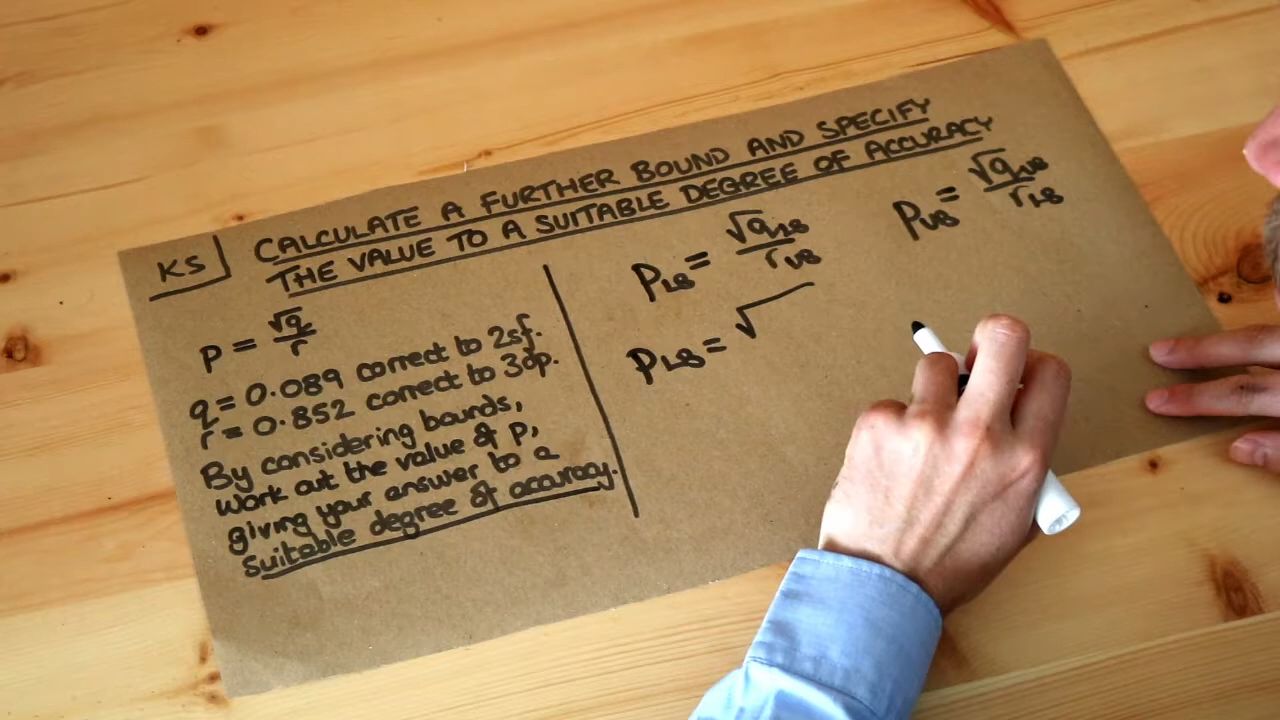 KS
CALCULATE A FURTHER BOUND AND SPECIFY
THE VALUE TO A SUITABLE DEGREE OF ACCURACY
p = √q/r
q = 0.089 correct to 2sf.
r = 0.852 correct to 3dp.
By considering bounds,
work out the value of p,
giving your answer to a
suitable degree of accuracy.
pLB = √qLB/rUB
pLB = √
pUB = √qUB/rLB